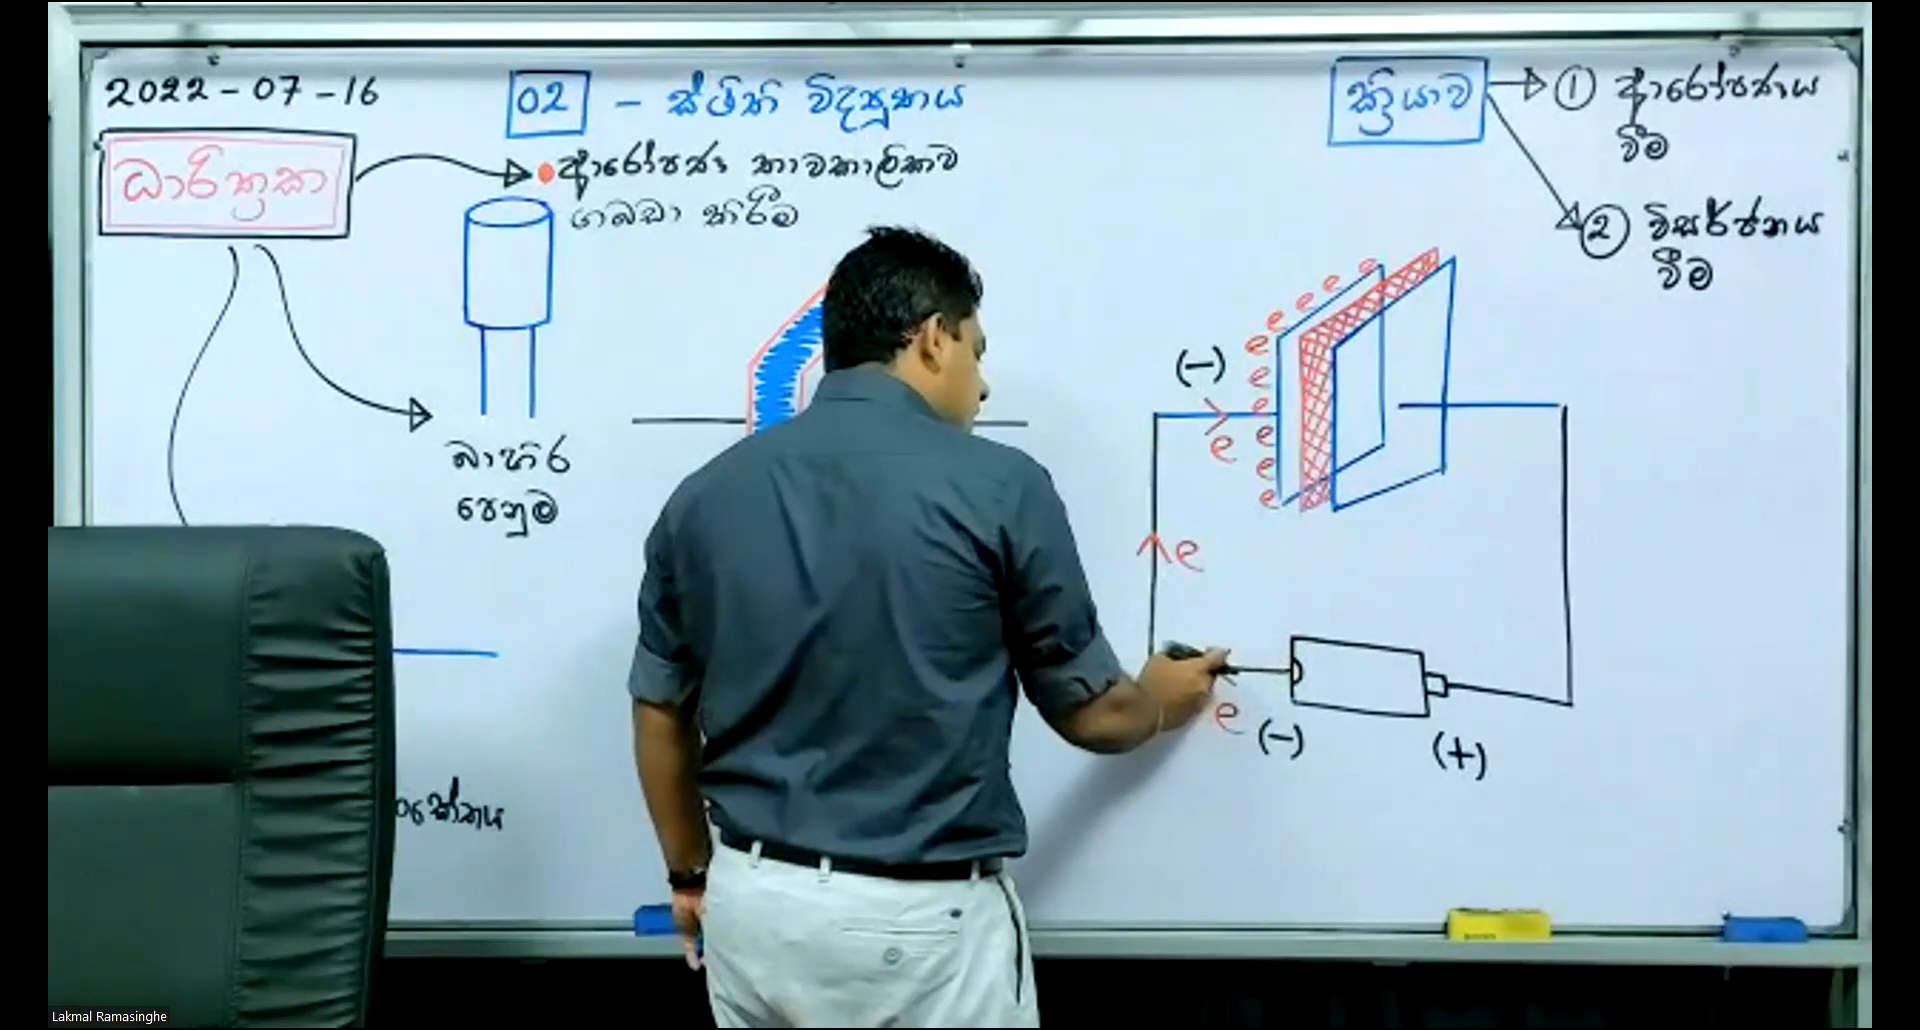 2022-07-16
02 - ස්ථිති විද්‍යුතය
ධාරිත්‍රක
ආරෝපණ තාවකාලිකව
ගබඩා කිරීම
බාහිර
පෙනුම
ක්‍රියාව
① ආරෝපණය
වීම
② විසර්ජනය
වීම
e e e e
e
e
e
e
e
e
(-)
e
e
e
(-)
(+)
Lakmal Ramasinghe